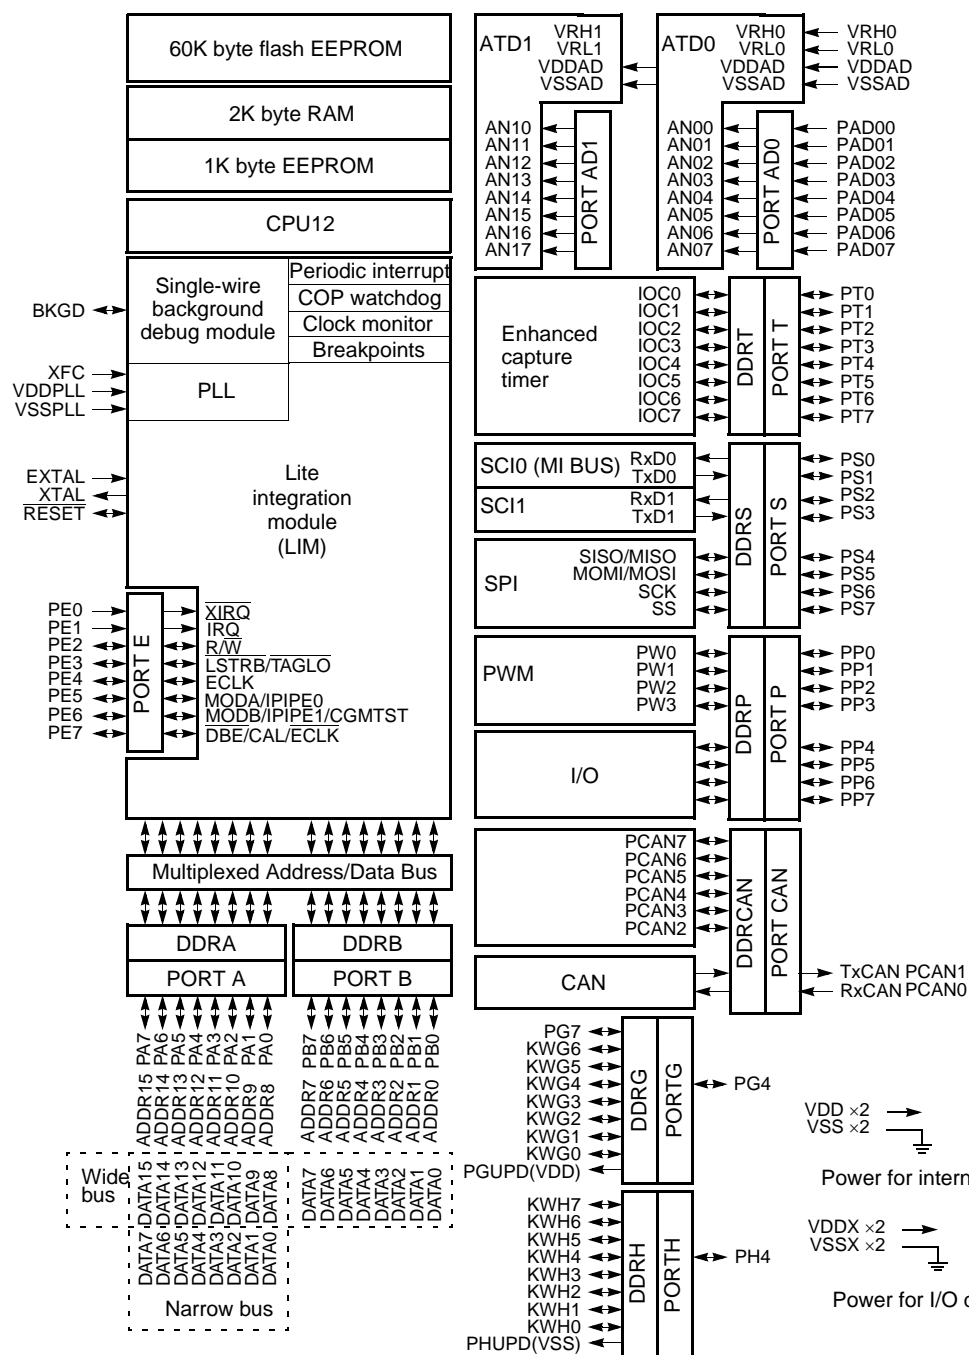 60K byte flash EEPROM
2K byte RAM
1K byte EEPROM
CPU12
Single-wire
background
debug module
Periodic interrupt
COP watchdog
Clock monitor
Breakpoints
BKGD
PLL
XFC
VDDPLL
VSSPLL
Lite
integration
module
(LIM)
EXTAL
XTAL
RESET
PE0
PE1
PE2
PE3
PE4
PE5
PE6
PE7
PORT E
XIRQ
IRQ
R/W
LSTRB/TAGLO
ECLK
MODA/IPIPE0
MODB/IPIPE1/CGMTST
DBE/CAL/ECLK
Multiplexed Address/Data Bus
DDRA
DDRB
PORT A
PORT B
PA7
PA6
PA5
PA4
PA3
PA2
PA1
PA0
PB7
PB6
PB5
PB4
PB3
PB2
PB1
PB0
ADDR15
ADDR14
ADDR13
ADDR12
ADDR11
ADDR10
ADDR9
ADDR8
ADDR7
ADDR6
ADDR5
ADDR4
ADDR3
ADDR2
ADDR1
ADDR0
Wide
bus
DATA15
DATA14
DATA13
DATA12
DATA11
DATA10
DATA9
DATA8
DATA7
DATA6
DATA5
DATA4
DATA3
DATA2
DATA1
DATA0
DATA7
DATA6
DATA5
DATA4
DATA3
DATA2
DATA1
DATA0
Narrow bus
ATD1
VRH1
VRL1
VDDAD
VSSAD
AN10
AN11
AN12
AN13
AN14
AN15
AN16
AN17
PORT AD1
ATD0
VRH0
VRL0
VDDAD
VSSAD
VRH0
VRL0
VDDAD
VSSAD
AN00
AN01
AN02
AN03
AN04
AN05
AN06
AN07
PORT AD0
PAD00
PAD01
PAD02
PAD03
PAD04
PAD05
PAD06
PAD07
Enhanced
capture
timer
IOC0
IOC1
IOC2
IOC3
IOC4
IOC5
IOC6
IOC7
DDRT
PORT T
PT0
PT1
PT2
PT3
PT4
PT5
PT6
PT7
SCI0 (MI BUS)
RxD0
TxD0
SCI1
RxD1
TxD1
SPI
SISO/MISO
MOMI/MOSI
SCK
SS
DDRS
PORT S
PS0
PS1
PS2
PS3
PS4
PS5
PS6
PS7
PWM
PW0
PW1
PW2
PW3
I/O
DDRP
PORT P
PP0
PP1
PP2
PP3
PP4
PP5
PP6
PP7
PCAN7
PCAN6
PCAN5
PCAN4
PCAN3
PCAN2
CAN
DDRCAN
PORT CAN
TxCAN PCAN1
RxCAN PCAN0
PG7
KWG6
KWG5
KWG4
KWG3
KWG2
KWG1
KWG0
PGUPD(VDD)
DDRG
PORTG
PG4
KWH7
KWH6
KWH5
KWH4
KWH3
KWH2
KWH1
KWH0
PHUPD(VSS)
DDRH
PORTH
PH4
VDD ×2
VSS ×2
Power for intern
VDDX ×2
VSSX ×2
Power for I/O